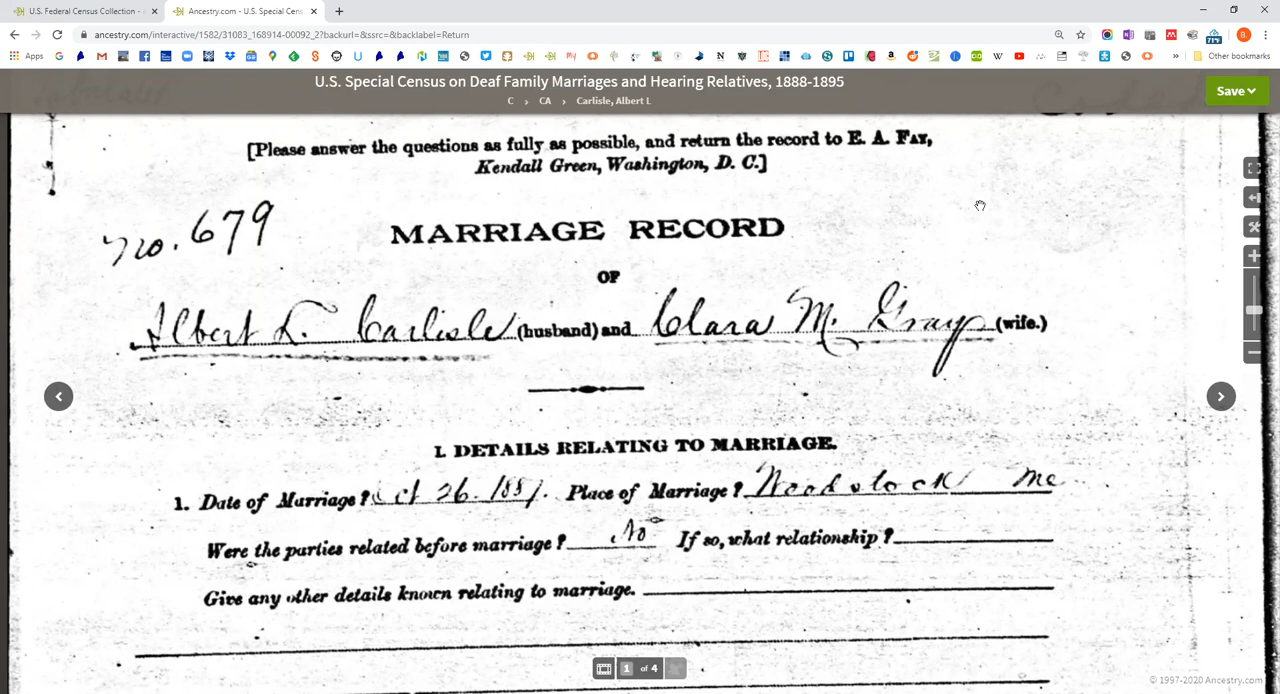 U.S. Federal Census Collection -
Ancestry.com - U.S. Special Cens
ancestry.com/interactive/1582/31083_168914-00092_2?backurl=&ssrc=&backlabel=Return
Apps
Other bookmarks
U.S. Special Census on Deaf Family Marriages and Hearing Relatives, 1888-1895
C > CA > Carlisle, Albert L
Save
[Please answer the questions as fully as possible, and return the record to E. A. FAY,
Kendall Green, Washington, D. C.]
No. 679
MARRIAGE RECORD
OF
Albert L. Carlisle (husband) and Clara M. Gray (wife.)
I. DETAILS RELATING TO MARRIAGE.
1. Date of Marriage? Oct 26. 1887. Place of Marriage? Woodstock Me
Were the parties related before marriage? No If so, what relationship?
Give any other details known relating to marriage.
1 of 4
© 1997-2020 Ancestry.com